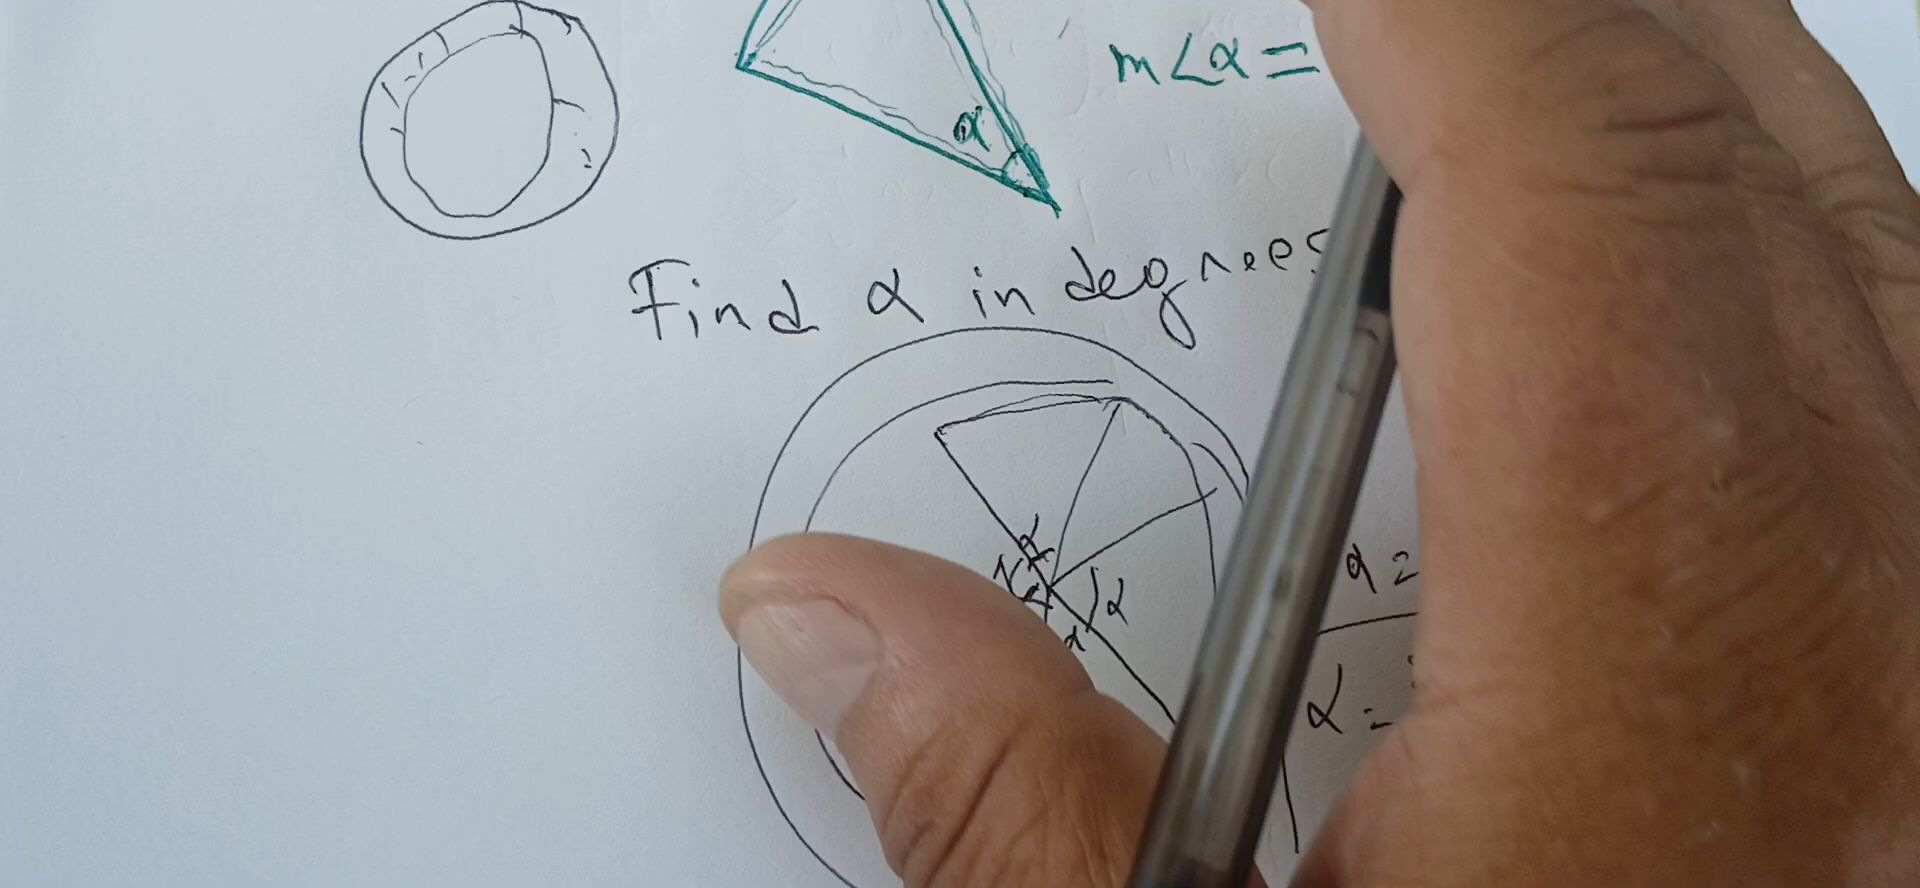 m∠α =
α
Find α in degrees
α
α
α
α =